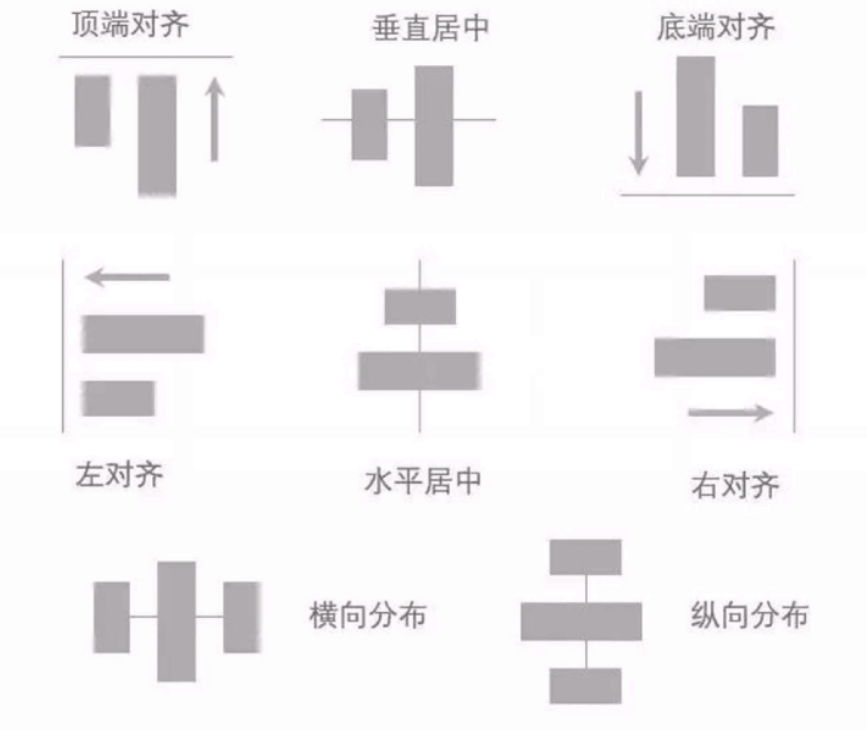 顶端对齐
垂直居中
底端对齐
左对齐
水平居中
右对齐
横向分布
纵向分布